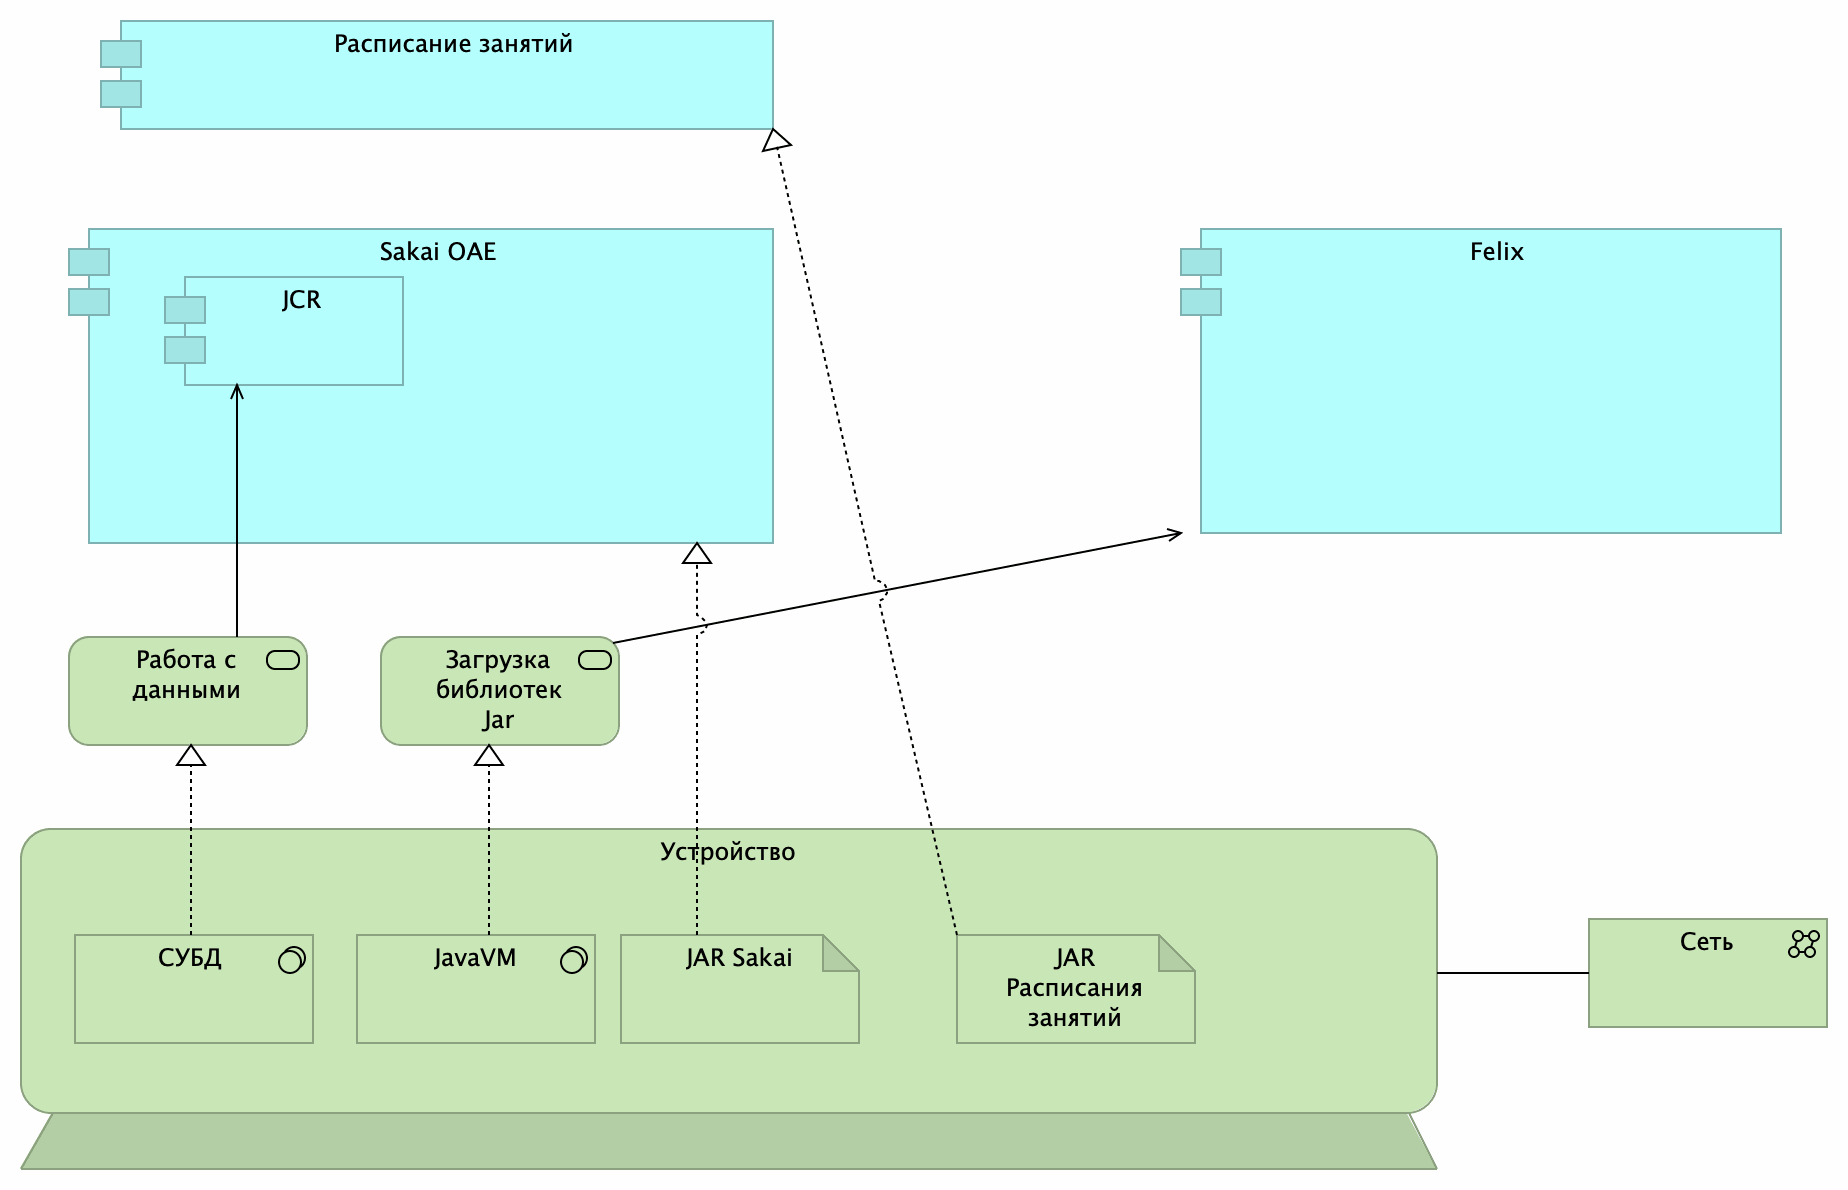 Расписание занятий
Sakai OAE
JCR
Felix
Работа с
данными
Загрузка
библиотек
Jar
Устройство
СУБД
JavaVM
JAR Sakai
JAR
Расписания
занятий
Сеть